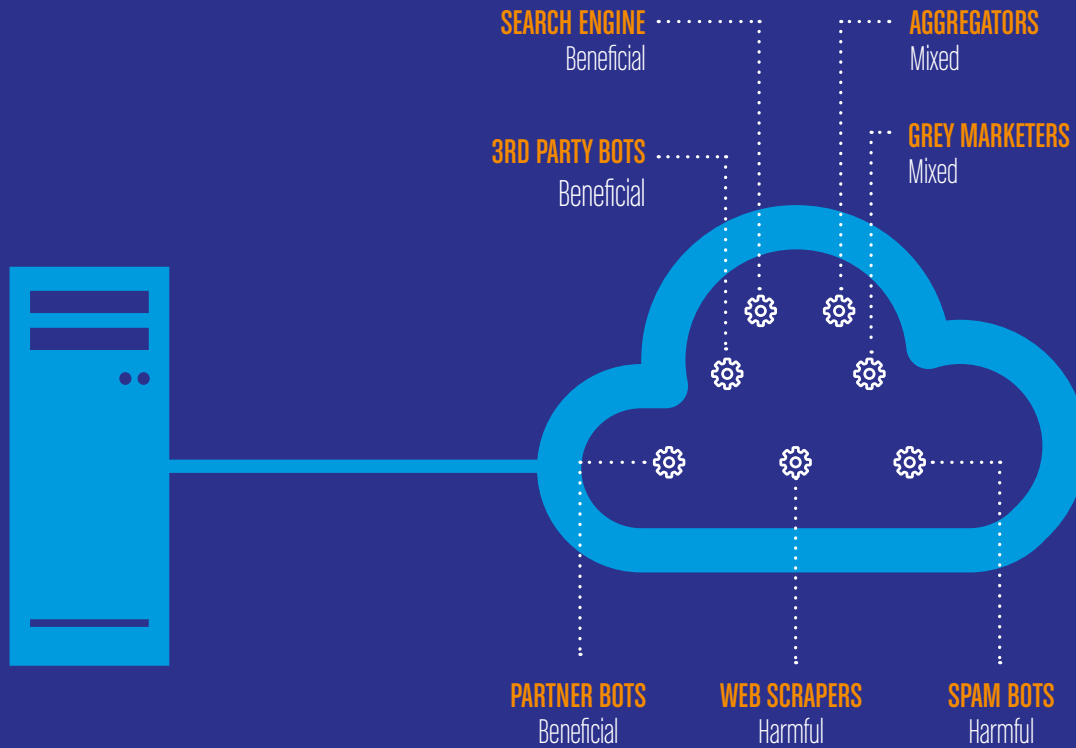 SEARCH ENGINE
Beneficial
AGGREGATORS
Mixed
3RD PARTY BOTS
Beneficial
GREY MARKETERS
Mixed
PARTNER BOTS
Beneficial
WEB SCRAPERS
Harmful
SPAM BOTS
Harmful